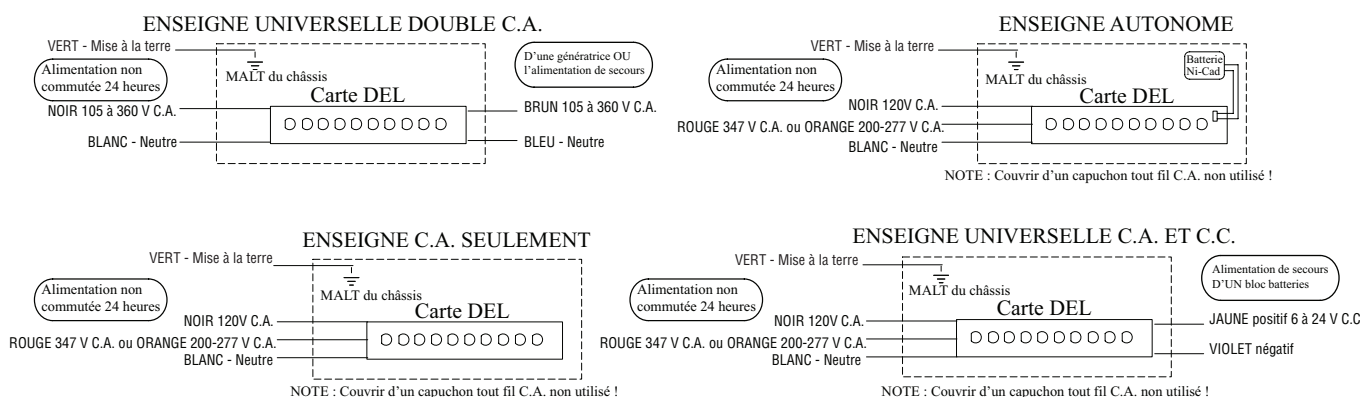 ENSEIGNE UNIVERSELLE DOUBLE C.A.
VERT - Mise à la terre
Alimentation non
commutée 24 heures
MALT du châssis
D'une génératrice OU
l'alimentation de secours
Carte DEL
NOIR 105 à 360 V C.A.
BRUN 105 à 360 V C.A.
BLANC - Neutre
BLEU - Neutre
ENSEIGNE AUTONOME
VERT - Mise à la terre
Alimentation non
commutée 24 heures
MALT du châssis
Batterie
Ni-Cad
Carte DEL
NOIR 120V C.A.
ROUGE 347 V C.A. ou ORANGE 200-277 V C.A.
BLANC - Neutre
NOTE : Couvrir d'un capuchon tout fil C.A. non utilisé !
ENSEIGNE C.A. SEULEMENT
VERT - Mise à la terre
Alimentation non
commutée 24 heures
MALT du châssis
Carte DEL
NOIR 120V C.A.
ROUGE 347 V C.A. ou ORANGE 200-277 V C.A.
BLANC - Neutre
NOTE : Couvrir d'un capuchon tout fil C.A. non utilisé !
ENSEIGNE UNIVERSELLE C.A. ET C.C.
VERT - Mise à la terre
Alimentation non
commutée 24 heures
MALT du châssis
Alimentation de secours
D'UN bloc batteries
Carte DEL
NOIR 120V C.A.
JAUNE positif 6 à 24 V C.C
ROUGE 347 V C.A. ou ORANGE 200-277 V C.A.
BLANC - Neutre
VIOLET négatif
NOTE : Couvrir d'un capuchon tout fil C.A. non utilisé !